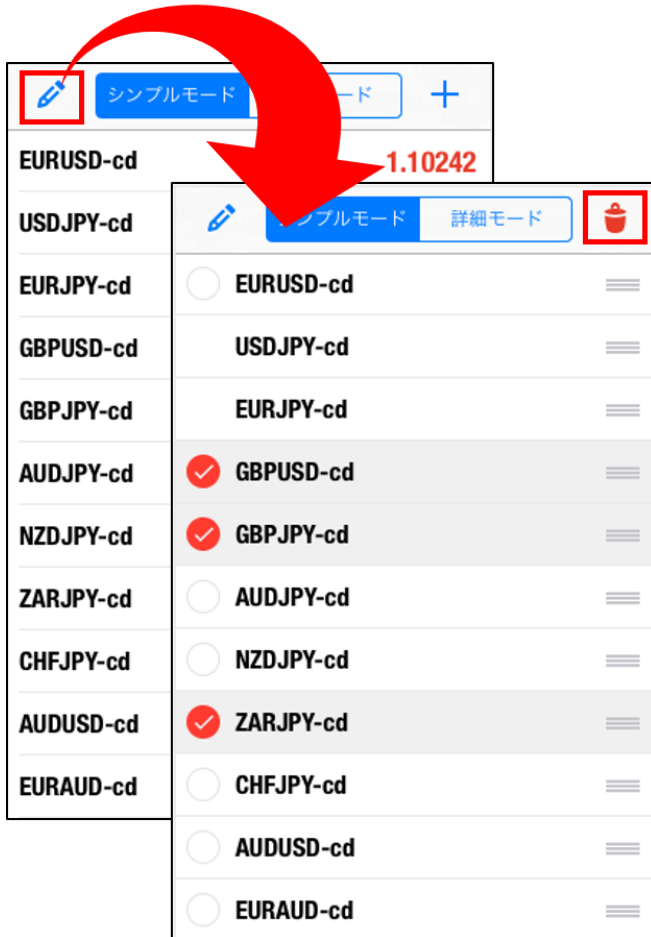 シンプルモード ード
EURUSD-cd 1.10242
USDJPY-cd
EURJPY-cd
GBPUSD-cd
GBPJPY-cd
AUDJPY-cd
NZDJPY-cd
ZARJPY-cd
CHFJPY-cd
AUDUSD-cd
EURAUD-cd
ンプルモード 詳細モード
EURUSD-cd
USDJPY-cd
EURJPY-cd
GBPUSD-cd
GBPJPY-cd
AUDJPY-cd
NZDJPY-cd
ZARJPY-cd
CHFJPY-cd
AUDUSD-cd
EURAUD-cd